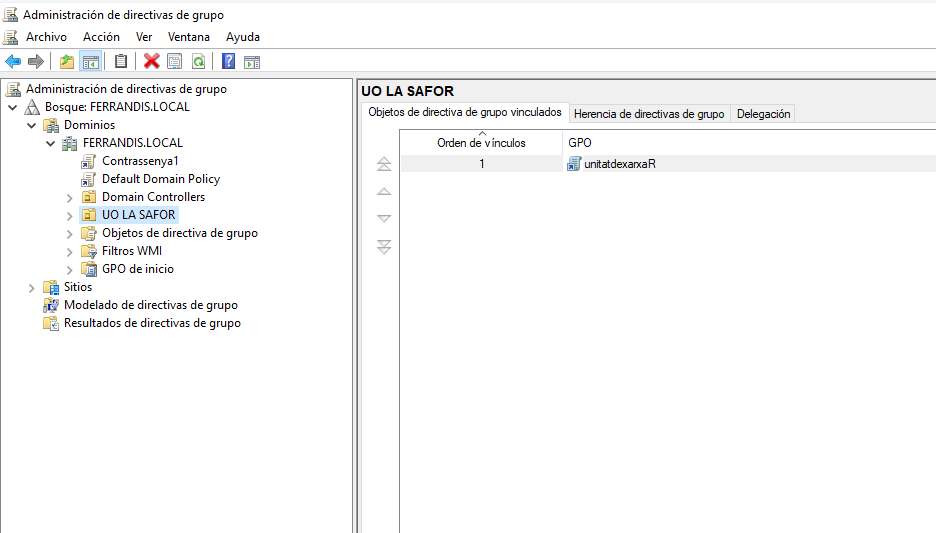 Administración de directivas de grupo
Archivo Acción Ver Ventana Ayuda
Administración de directivas de grupo
Bosque: FERRANDIS.LOCAL
Dominios
FERRANDIS.LOCAL
Contrassenya1
Default Domain Policy
Domain Controllers
UO LA SAFOR
Objetos de directiva de grupo
Filtros WMI
GPO de inicio
Sitios
Modelado de directivas de grupo
Resultados de directivas de grupo
UO LA SAFOR
Objetos de directiva de grupo vinculados Herencia de directivas de grupo Delegación
Orden de vínculos GPO
1 unitatdexarxaR